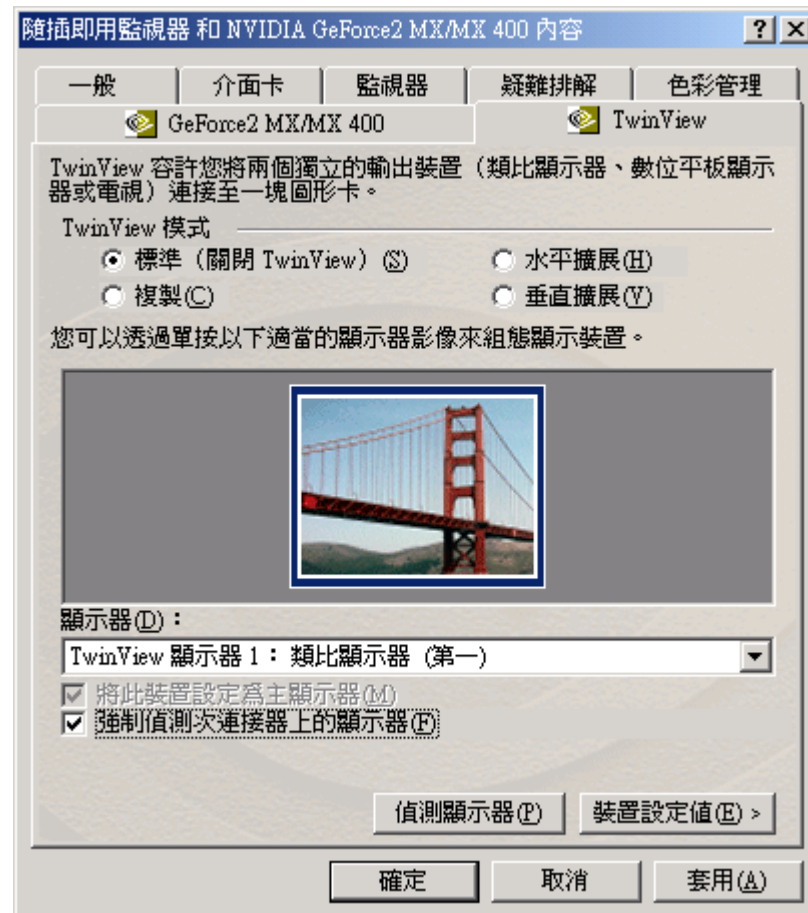 隨插即用監視器 和 NVIDIA GeForce2 MX/MX 400 內容
一般 介面卡 監視器 疑難排解 色彩管理
GeForce2 MX/MX 400 TwinView
TwinView 容許您將兩個獨立的輸出裝置（類比顯示器、數位平板顯示
器或電視）連接至一塊圖形卡。
TwinView 模式
標準（關閉 TwinView）(S) 水平擴展(H)
複製(C) 垂直擴展(V)
您可以透過單按以下適當的顯示器影像來組態顯示裝置。
顯示器(D)：
TwinView 顯示器 1： 類比顯示器 (第一)
將此裝置設定為主顯示器(M)
強制偵測次連接器上的顯示器(F)
偵測顯示器(P) 裝置設定值(E) >
確定 取消 套用(A)